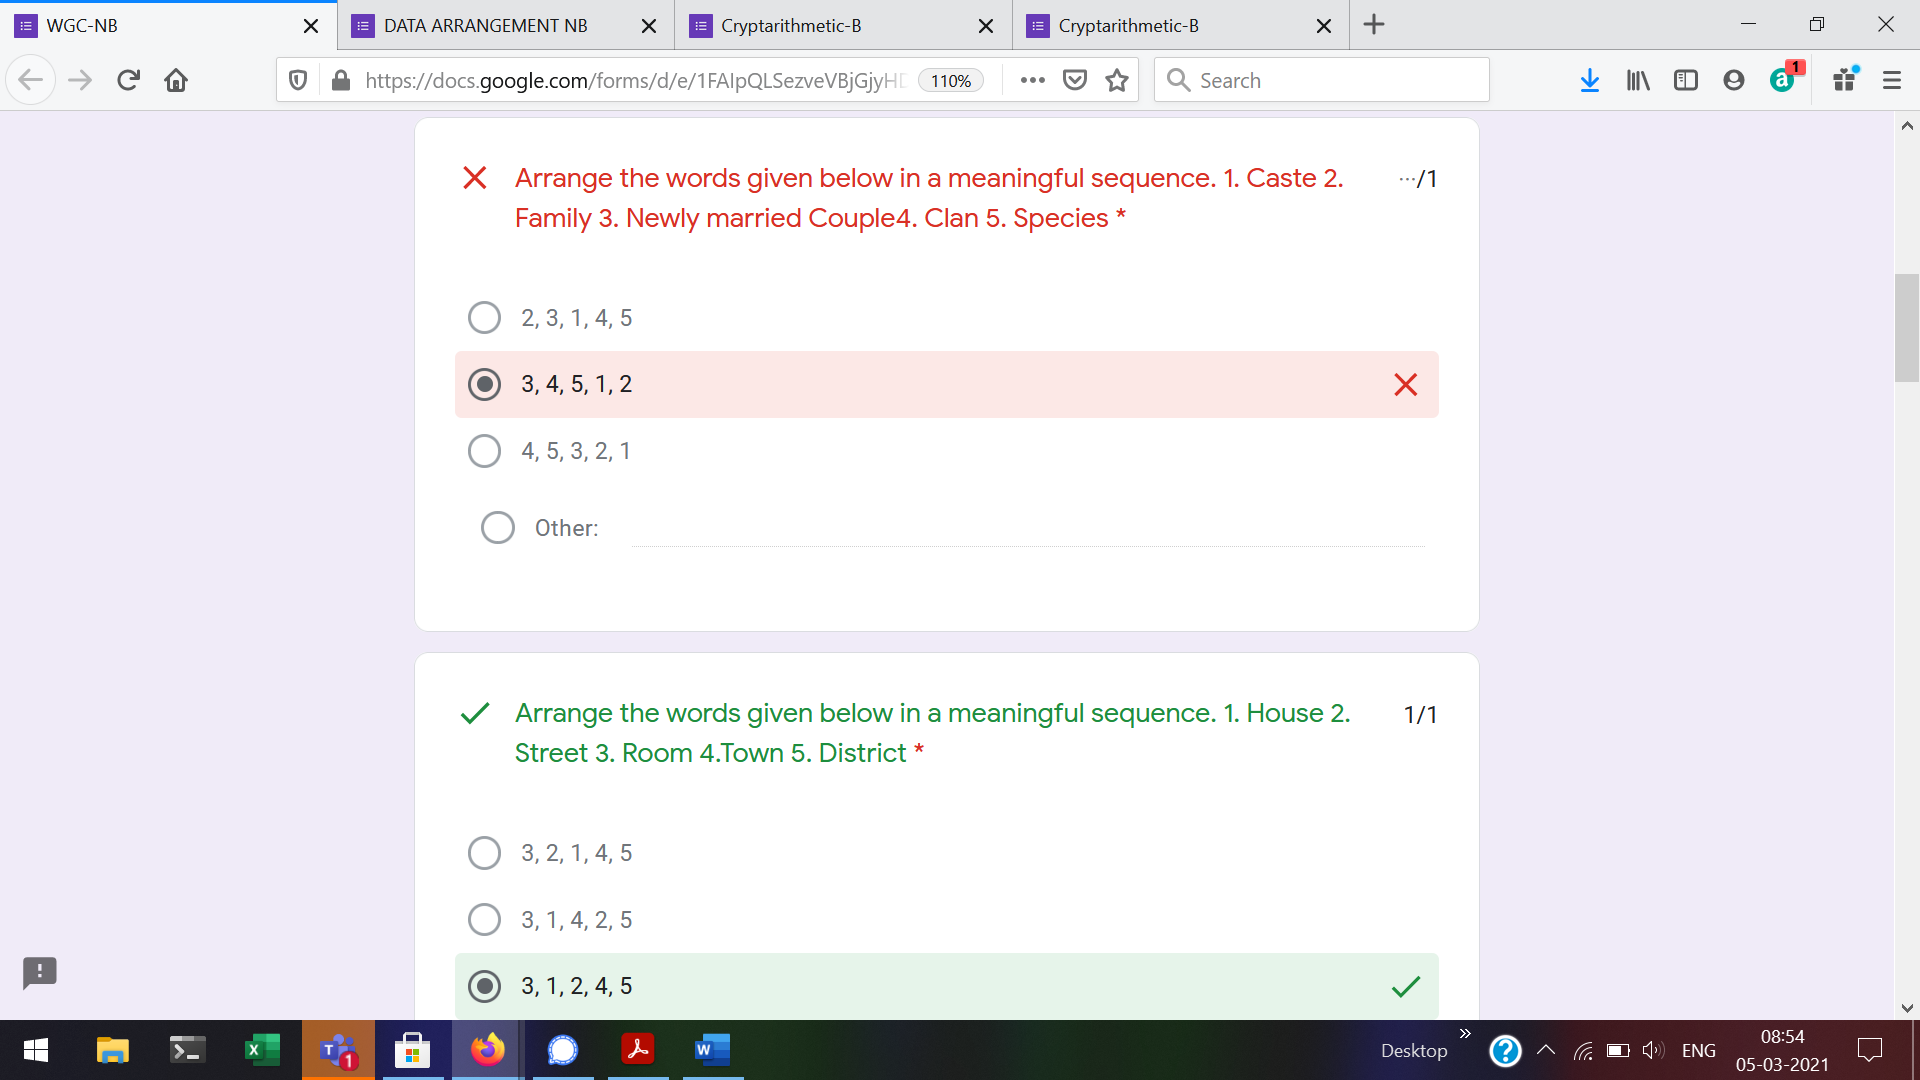 WGC-NB
DATA ARRANGEMENT NB
Cryptarithmetic-B
Cryptarithmetic-B
https://docs.google.com/forms/d/e/1FAIpQLSezveVBjGjyH
110%
Search
1
Arrange the words given below in a meaningful sequence. 1. Caste 2.
Family 3. Newly married Couple4. Clan 5. Species *
···/1
2, 3, 1, 4, 5
3, 4, 5, 1, 2
4, 5, 3, 2, 1
Other:
Arrange the words given below in a meaningful sequence. 1. House 2.
Street 3. Room 4.Town 5. District *
1/1
3, 2, 1, 4, 5
3, 1, 4, 2, 5
3, 1, 2, 4, 5
1
Desktop
ENG
08:54
05-03-2021